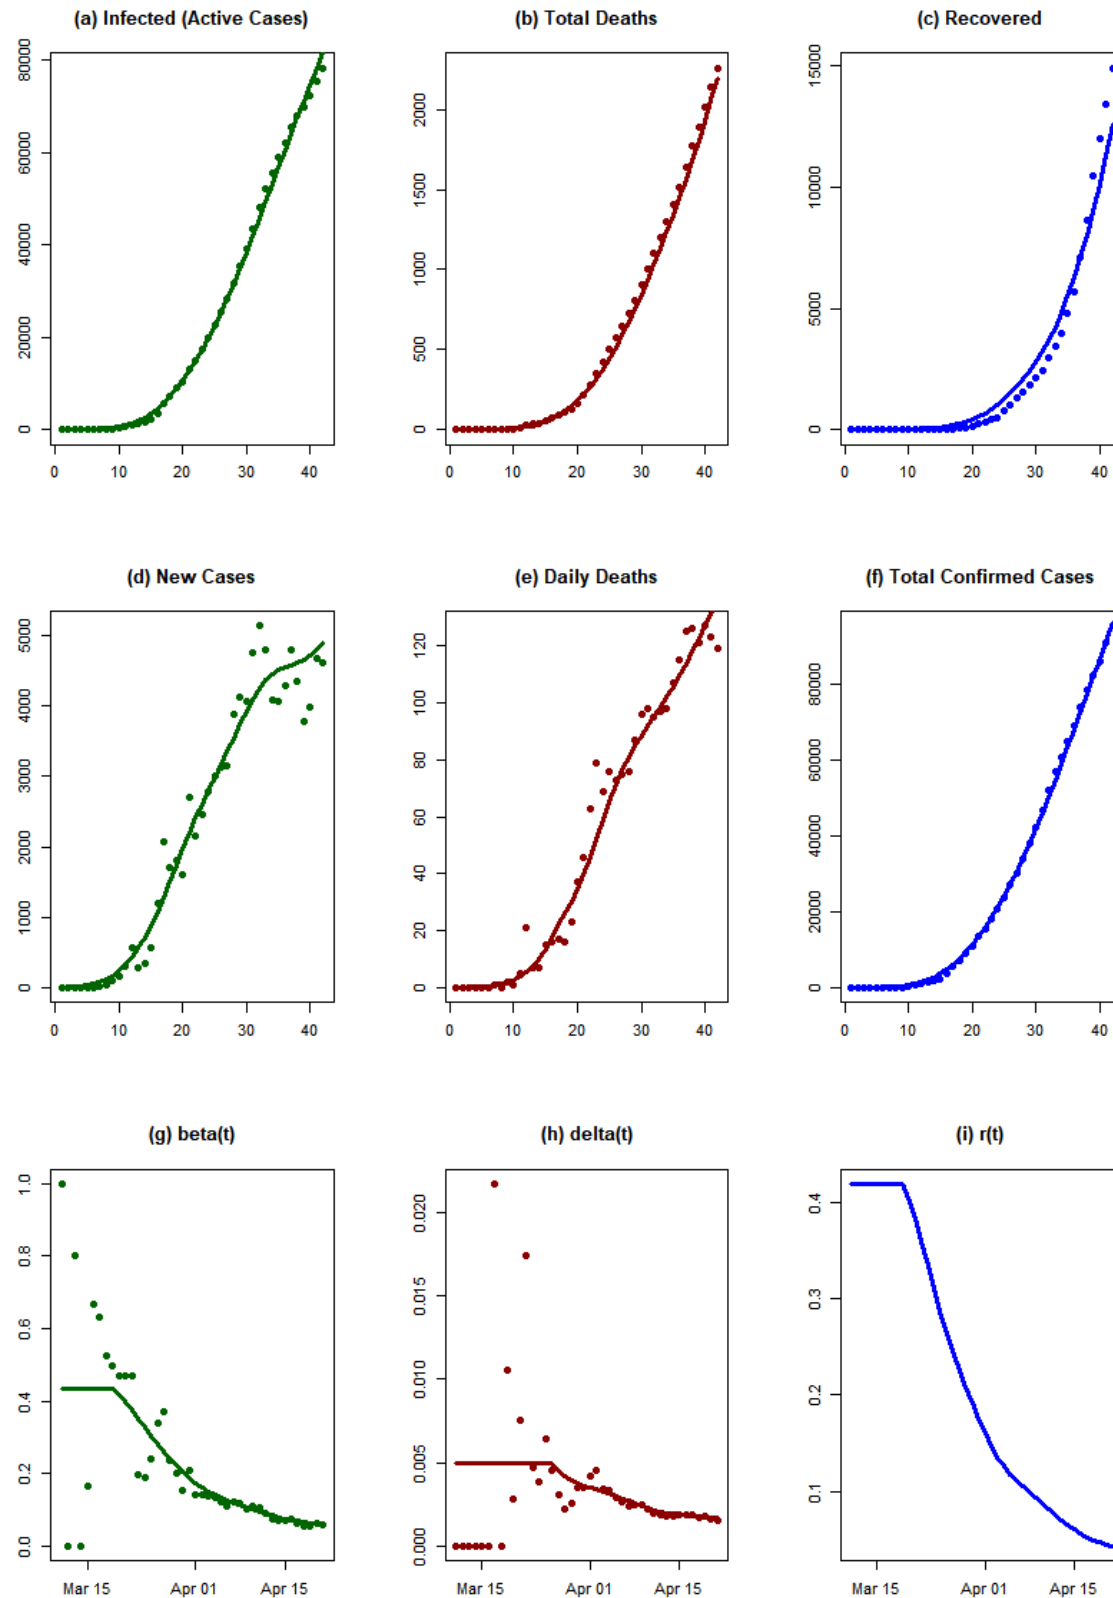 (a) Infected (Active Cases)
80000
60000
40000
20000
0
0 10 20 30 40
(b) Total Deaths
2000
1500
1000
500
0
0 10 20 30 40
(c) Recovered
15000
10000
5000
0
0 10 20 30 40
(d) New Cases
5000
4000
3000
2000
1000
0
0 10 20 30 40
(e) Daily Deaths
120
100
80
60
40
20
0
0 10 20 30 40
(f) Total Confirmed Cases
80000
60000
40000
20000
0
0 10 20 30 40
(g) beta(t)
1.0
0.8
0.6
0.4
0.2
0.0
Mar 15 Apr 01 Apr 15
(h) delta(t)
0.020
0.015
0.010
0.005
0.000
Mar 15 Apr 01 Apr 15
(i) r(t)
0.4
0.3
0.2
0.1
Mar 15 Apr 01 Apr 15